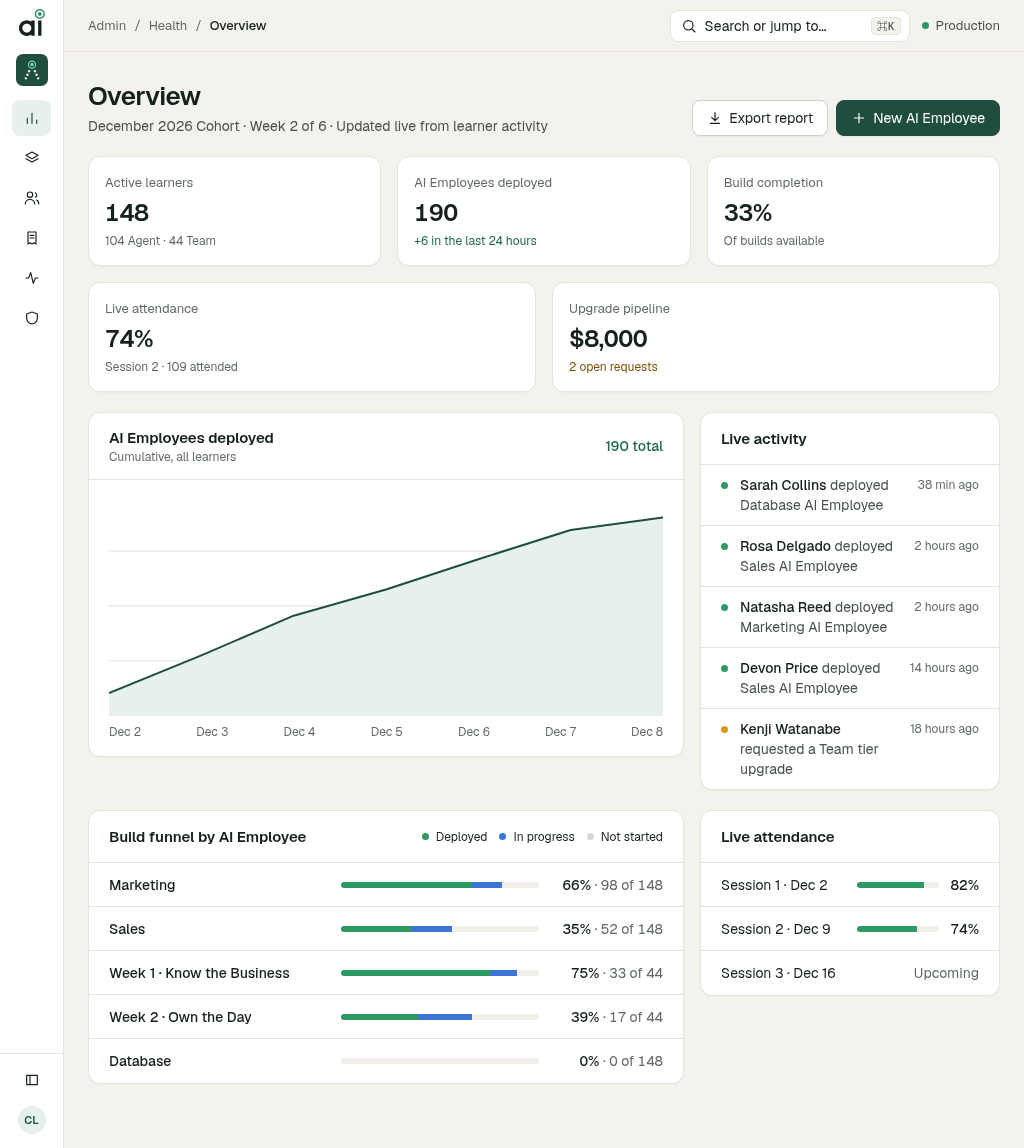 ai
Admin / Health / Overview
Search or jump to…
⌘K
Production
Overview
December 2026 Cohort · Week 2 of 6 · Updated live from learner activity
Export report
New AI Employee
Active learners
148
104 Agent · 44 Team
AI Employees deployed
190
+6 in the last 24 hours
Build completion
33%
Of builds available
Live attendance
74%
Session 2 · 109 attended
Upgrade pipeline
$8,000
2 open requests
AI Employees deployed
Cumulative, all learners
190 total
Dec 2 Dec 3 Dec 4 Dec 5 Dec 6 Dec 7 Dec 8
Live activity
Sarah Collins deployed 38 min ago
Database AI Employee
Rosa Delgado deployed 2 hours ago
Sales AI Employee
Natasha Reed deployed 2 hours ago
Marketing AI Employee
Devon Price deployed 14 hours ago
Sales AI Employee
Kenji Watanabe 18 hours ago
requested a Team tier
upgrade
Build funnel by AI Employee
Deployed In progress Not started
Marketing 66% · 98 of 148
Sales 35% · 52 of 148
Week 1 · Know the Business 75% · 33 of 44
Week 2 · Own the Day 39% · 17 of 44
Database 0% · 0 of 148
Live attendance
Session 1 · Dec 2 82%
Session 2 · Dec 9 74%
Session 3 · Dec 16 Upcoming
CL